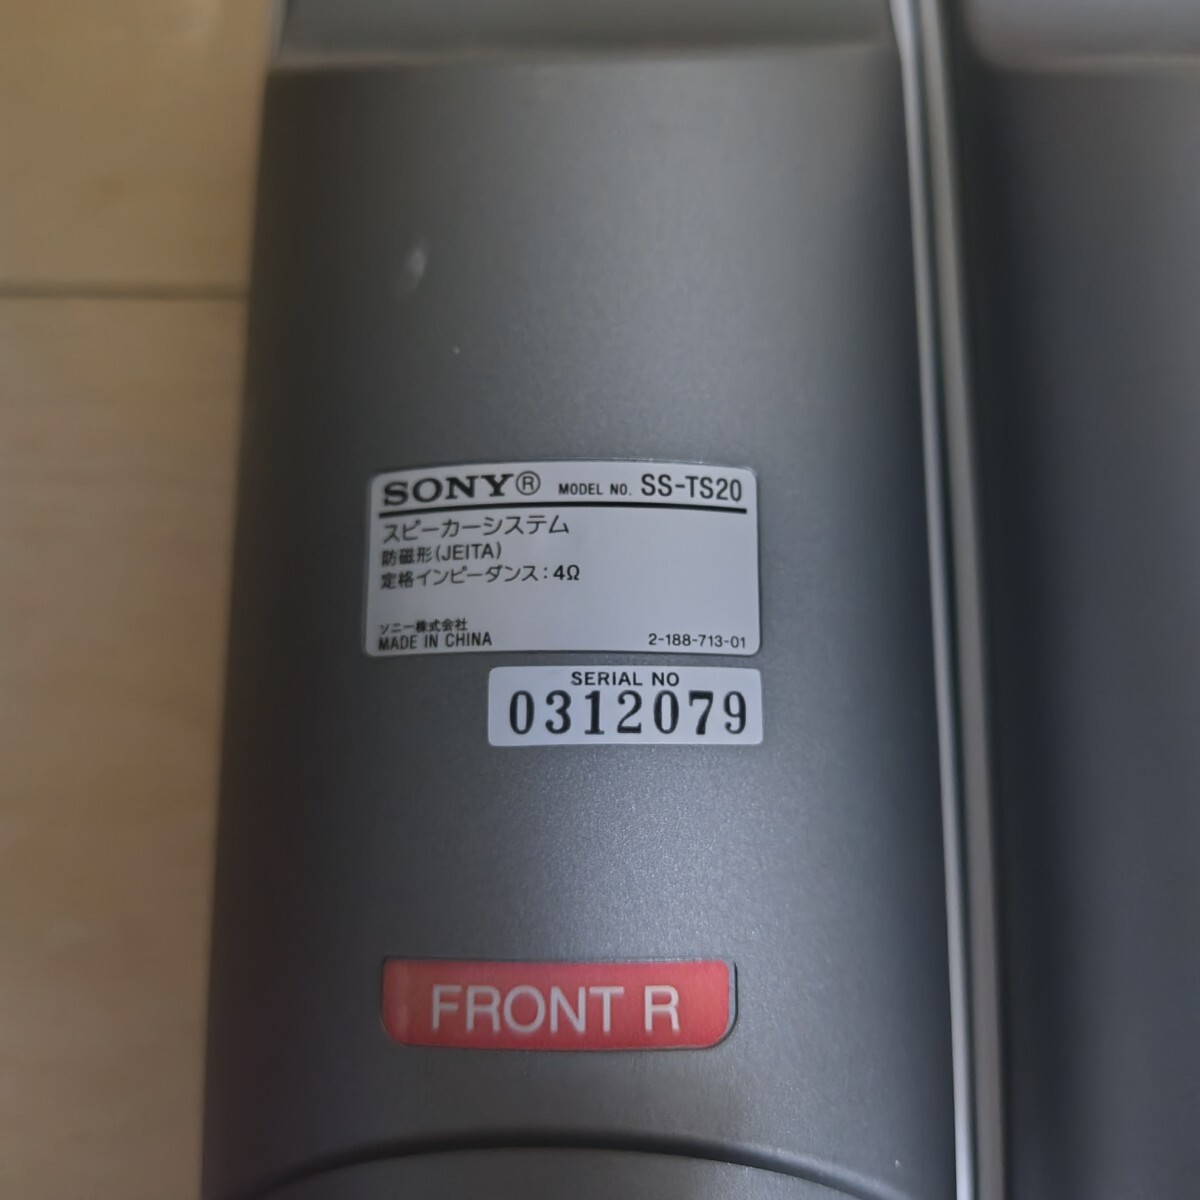 SONY® MODEL NO. SS-TS20
スピーカーシステム
防磁形(JEITA)
定格インピーダンス:4Ω
ソニー株式会社
MADE IN CHINA 2-188-713-01
SERIAL NO
0312079
FRONT R